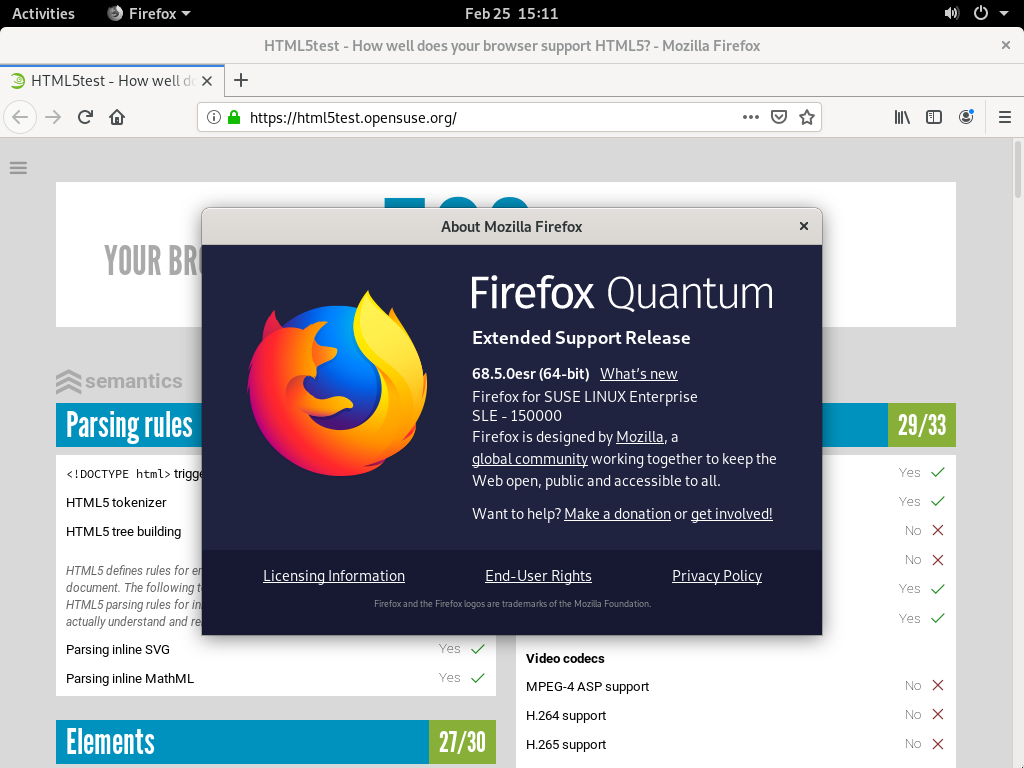 Activities
Firefox
Feb 25 15:11
HTML5test - How well does your browser support HTML5? - Mozilla Firefox
HTML5test - How well do
https://html5test.opensuse.org/
YOUR BRO
About Mozilla Firefox
Firefox Quantum
Extended Support Release
68.5.0esr (64-bit) What's new
Firefox for SUSE LINUX Enterprise
SLE - 150000
Firefox is designed by Mozilla, a
global community working together to keep the
Web open, public and accessible to all.
Want to help? Make a donation or get involved!
Licensing Information
End-User Rights
Privacy Policy
Firefox and the Firefox logos are trademarks of the Mozilla Foundation.
semantics
Parsing rules
<!DOCTYPE html> trigge
HTML5 tokenizer
HTML5 tree building
HTML5 defines rules for e
document. The following t
HTML5 parsing rules for in
actually understand and re
Parsing inline SVG Yes
Parsing inline MathML Yes
Elements 27/30
29/33
Yes
Yes
No
No
Yes
Yes
Video codecs
MPEG-4 ASP support No
H.264 support No
H.265 support No